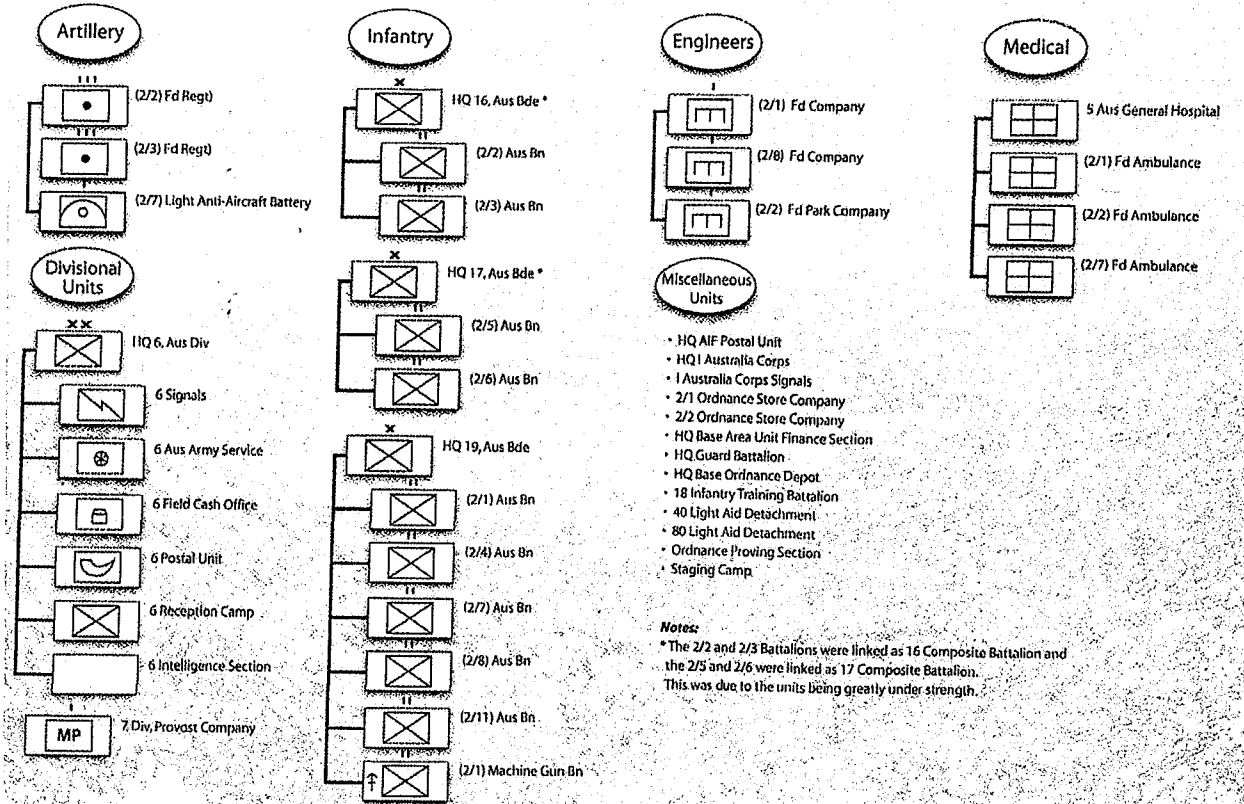 Artillery
(2/2) Fd Regt)
(2/3) Fd Regt)
(2/7) Light Anti-Aircraft Battery
Divisional
Units
HQ 6, Aus Div
6 Signals
6 Aus Army Service
6 Field Cash Office
6 Postal Unit
6 Reception Camp
6 Intelligence Section
MP
7, Div, Provost Company
Infantry
HQ 16, Aus Bde *
(2/2) Aus Bn
(2/3) Aus Bn
HQ 17, Aus Bde *
(2/5) Aus Bn
(2/6) Aus Bn
HQ 19, Aus Bde
(2/1) Aus Bn
(2/4) Aus Bn
(2/7) Aus Bn
(2/8) Aus Bn
(2/11) Aus Bn
(2/1) Machine Gun Bn
Engineers
(2/1) Fd Company
(2/8) Fd Company
(2/2) Fd Park Company
Miscellaneous
Units
• HQ AIF Postal Unit
• HQ I Australia Corps
• I Australia Corps Signals
• 2/1 Ordnance Store Company
• 2/2 Ordnance Store Company
• HQ Base Area Unit Finance Section
• HQ Guard Battalion
• HQ Base Ordnance Depot
• 18 Infantry Training Battalion
• 40 Light Aid Detachment
• 80 Light Aid Detachment
• Ordnance Proving Section
• Staging Camp
Notes:
* The 2/2 and 2/3 Battalions were linked as 16 Composite Battalion and
the 2/5 and 2/6 were linked as 17 Composite Battalion.
This was due to the units being greatly under strength.
Medical
5 Aus General Hospital
(2/1) Fd Ambulance
(2/2) Fd Ambulance
(2/7) Fd Ambulance